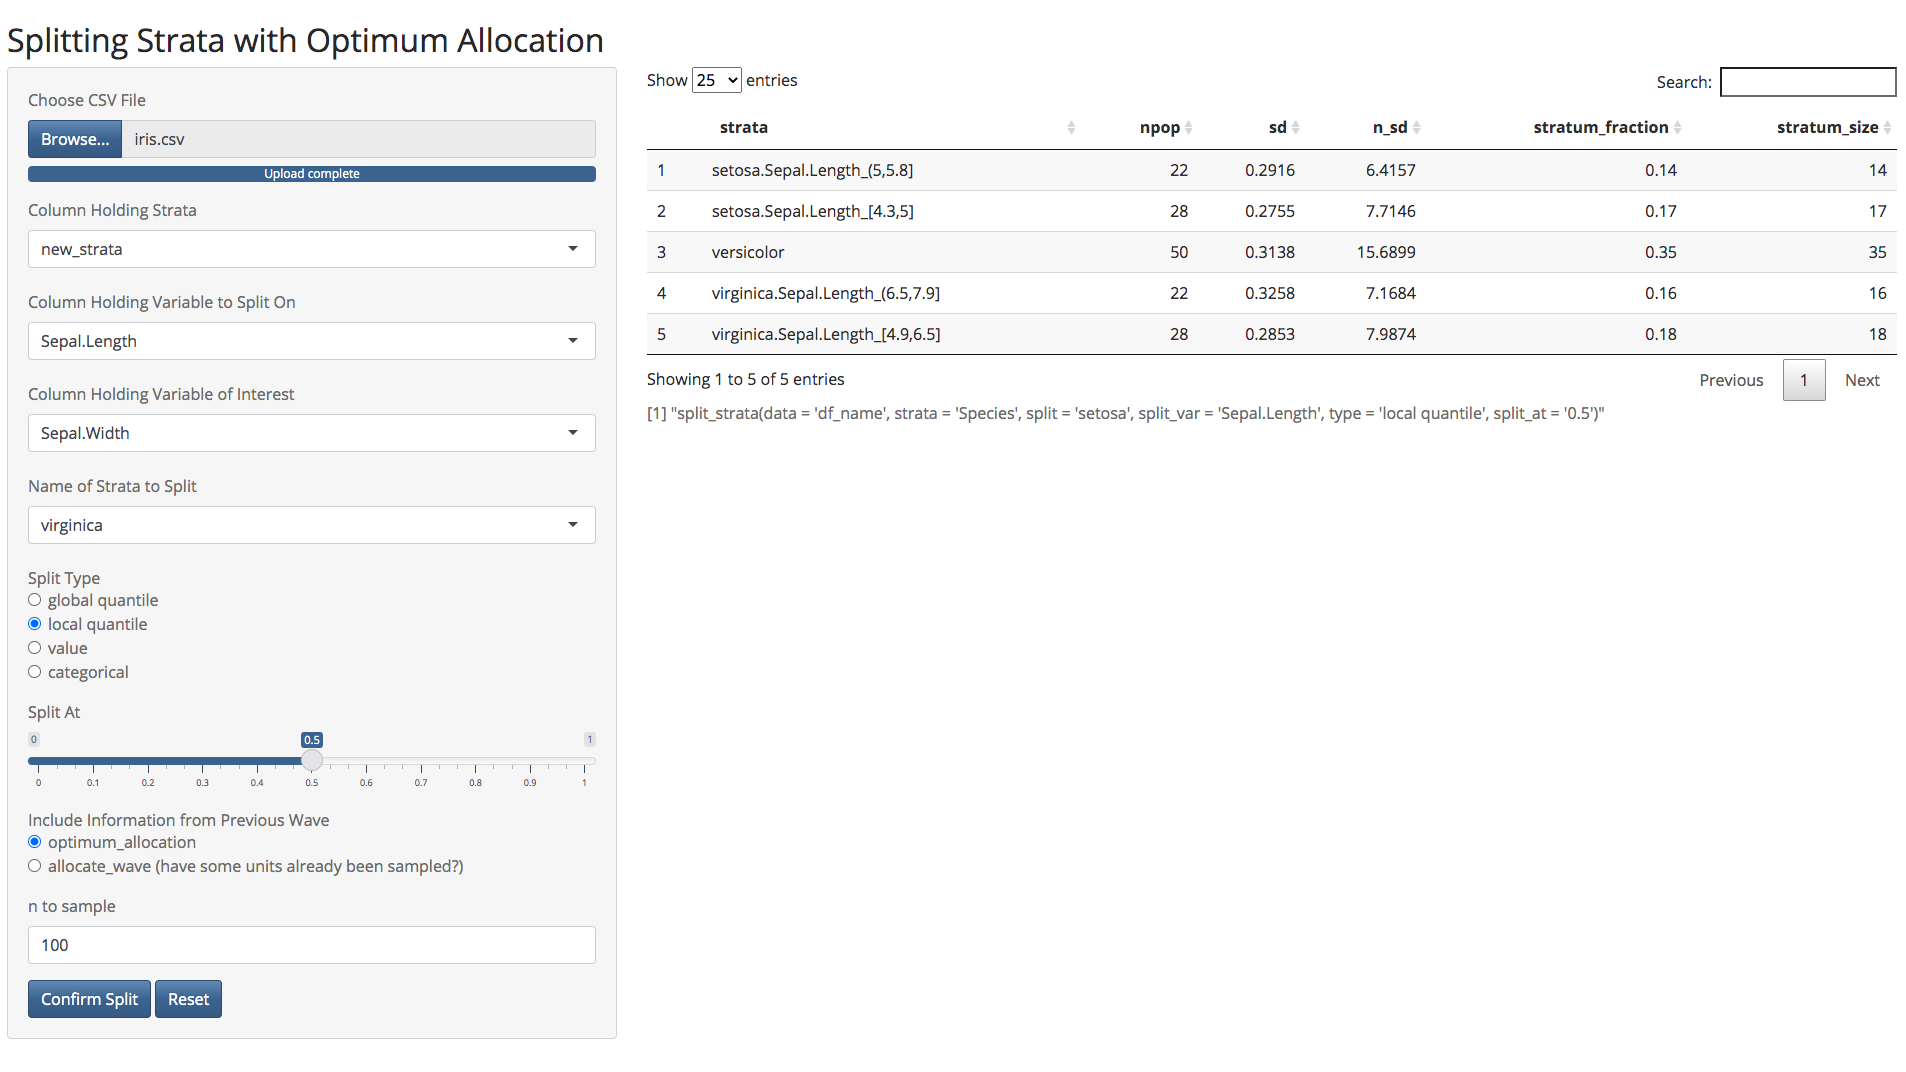 Splitting Strata with Optimum Allocation
Choose CSV File
Browse... iris.csv
Upload complete
Column Holding Strata
new_strata
Column Holding Variable to Split On
Sepal.Length
Column Holding Variable of Interest
Sepal.Width
Name of Strata to Split
virginica
Split Type
global quantile
local quantile
value
categorical
Split At
0 0.5 1
0 0.1 0.2 0.3 0.4 0.5 0.6 0.7 0.8 0.9 1
Include Information from Previous Wave
optimum_allocation
allocate_wave (have some units already been sampled?)
n to sample
100
Confirm Split Reset
Show 25 entries Search:
strata npop sd n_sd stratum_fraction stratum_size
1 setosa.Sepal.Length_(5,5.8] 22 0.2916 6.4157 0.14 14
2 setosa.Sepal.Length_[4.3,5] 28 0.2755 7.7146 0.17 17
3 versicolor 50 0.3138 15.6899 0.35 35
4 virginica.Sepal.Length_(6.5,7.9] 22 0.3258 7.1684 0.16 16
5 virginica.Sepal.Length_[4.9,6.5] 28 0.2853 7.9874 0.18 18
Showing 1 to 5 of 5 entries Previous 1 Next
[1] "split_strata(data = 'df_name', strata = 'Species', split = 'setosa', split_var = 'Sepal.Length', type = 'local quantile', split_at = '0.5')"